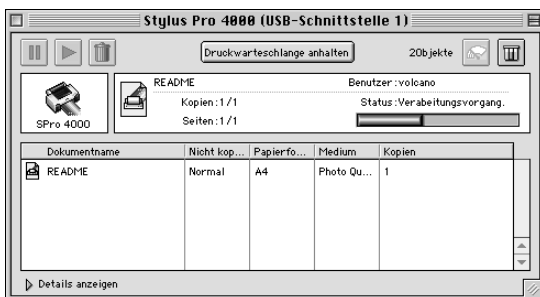 Stylus Pro 4000 (USB-Schnittstelle 1)
Druckwarteschlange anhalten 20bjekte
README Benutzer :volcano
Kopien:1/1 Status:Verabeitungsvorgang.
Seiten:1/1
SPro 4000
Dokumentname Nicht kop... Papierfo... Medium Kopien
README Normal A4 Photo Qu... 1
Details anzeigen